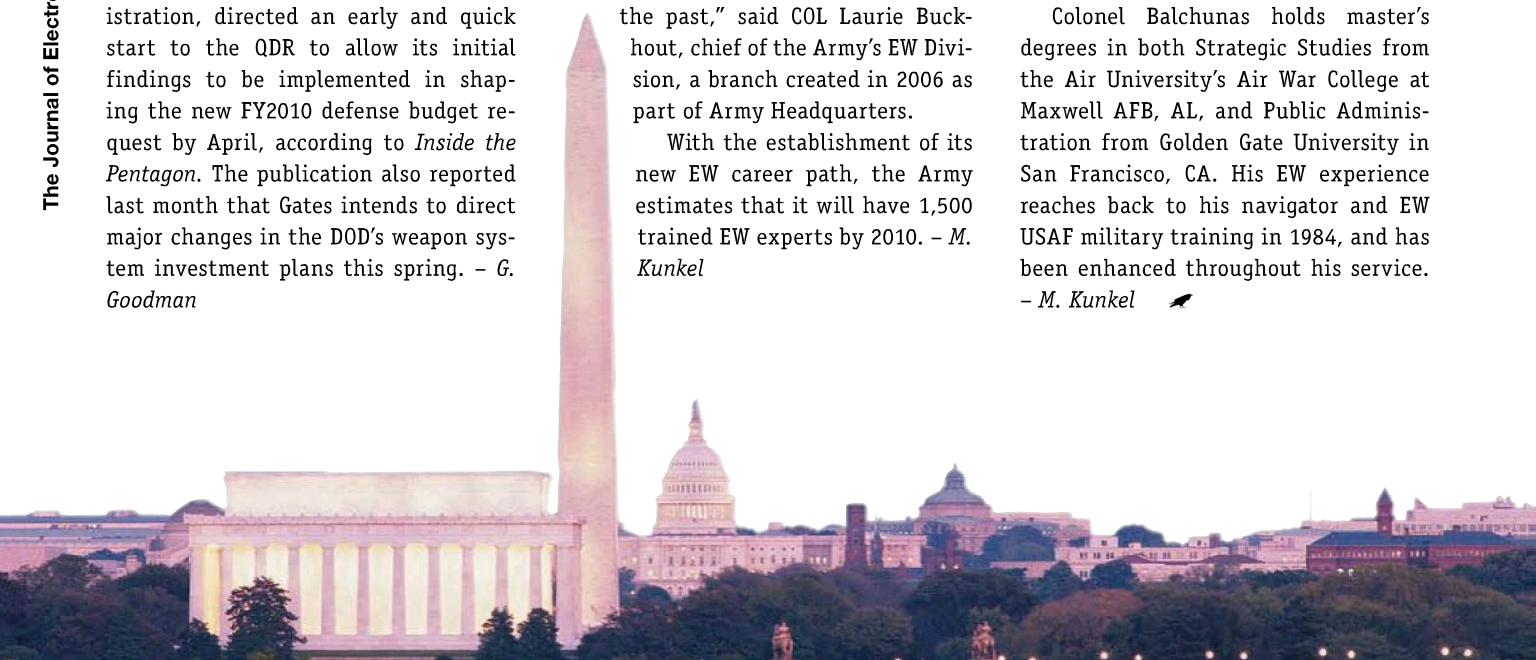 The Journal of Electro
istration, directed an early and quick
start to the QDR to allow its initial
findings to be implemented in shap-
ing the new FY2010 defense budget re-
quest by April, according to Inside the
Pentagon. The publication also reported
last month that Gates intends to direct
major changes in the DOD’s weapon sys-
tem investment plans this spring. – G.
Goodman
the past,” said COL Laurie Buck-
hout, chief of the Army’s EW Divi-
sion, a branch created in 2006 as
part of Army Headquarters.
With the establishment of its
new EW career path, the Army
estimates that it will have 1,500
trained EW experts by 2010. – M.
Kunkel
Colonel Balchunas holds master’s
degrees in both Strategic Studies from
the Air University’s Air War College at
Maxwell AFB, AL, and Public Adminis-
tration from Golden Gate University in
San Francisco, CA. His EW experience
reaches back to his navigator and EW
USAF military training in 1984, and has
been enhanced throughout his service.
– M. Kunkel